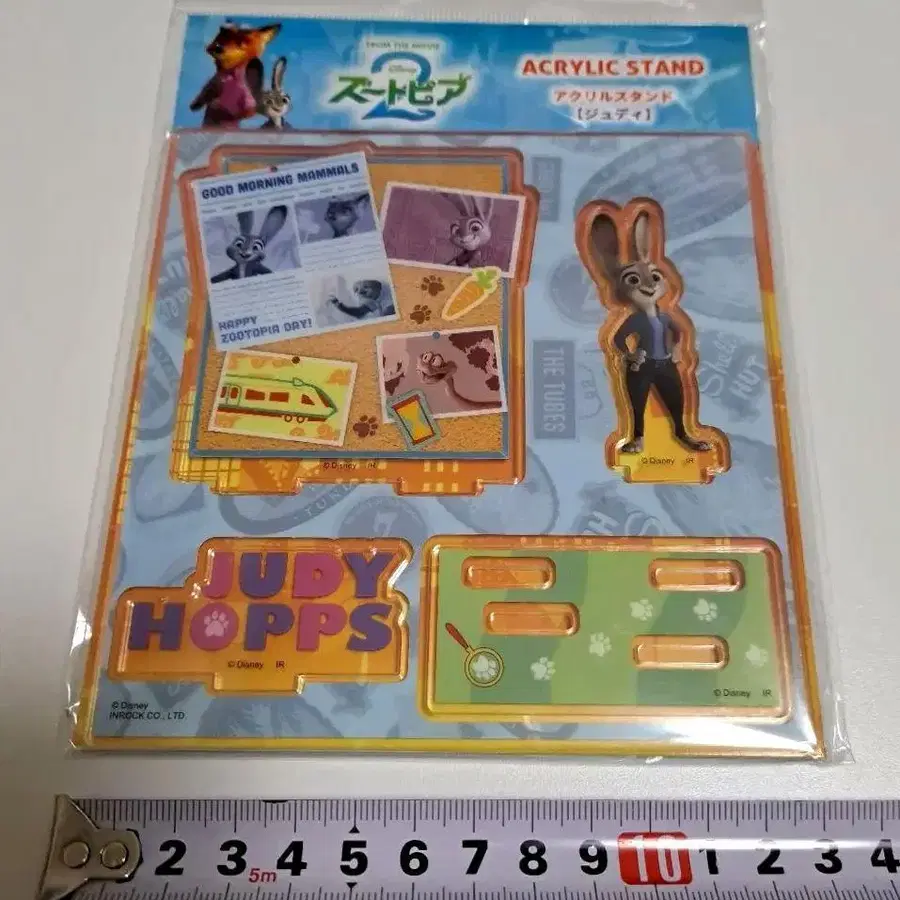 FROM THE MOVIE
Disney
ズートピア
2
ACRYLIC STAND
アクリルスタンド
【ジュディ】
GOOD MORNING MAMMALS
HAPPY
ZOOTOPIA DAY!
© Disney IR
THE TUBES
HUT
© Disney IR
JUDY
HOPPS
© Disney IR
© Disney IR
© Disney
INROCK CO., LTD.
2 3 4 5 6 7 8 9 10 1 2 3 4
5m